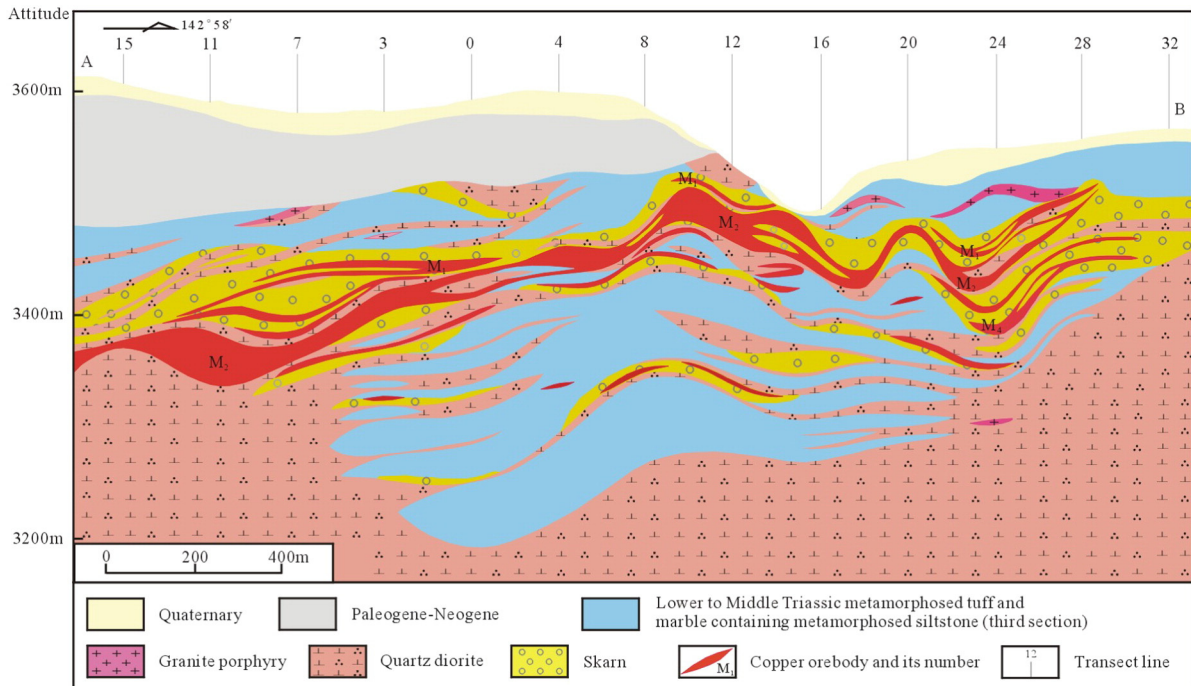 Attitude
142°58′
15 11 7 3 0 4 8 12 16 20 24 28 32
A
B
3600m
3400m
3200m
M₁
M₂
M₁
M₁
M₂
M₄
M₂
0 200 400m
Quaternary
Paleogene-Neogene
Lower to Middle Triassic metamorphosed tuff and
marble containing metamorphosed siltstone (third section)
Granite porphyry
Quartz diorite
Skarn
M₁
Copper orebody and its number
12
Transect line